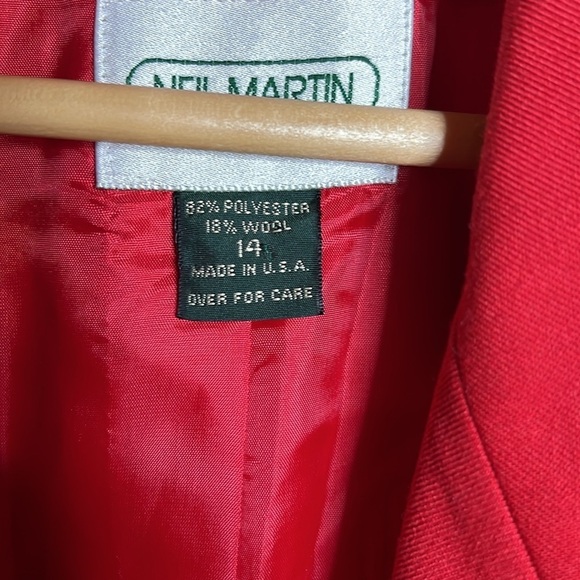 NEIL MARTIN
82% POLYESTER
18% WOOL
14
MADE IN U.S.A.
OVER FOR CARE